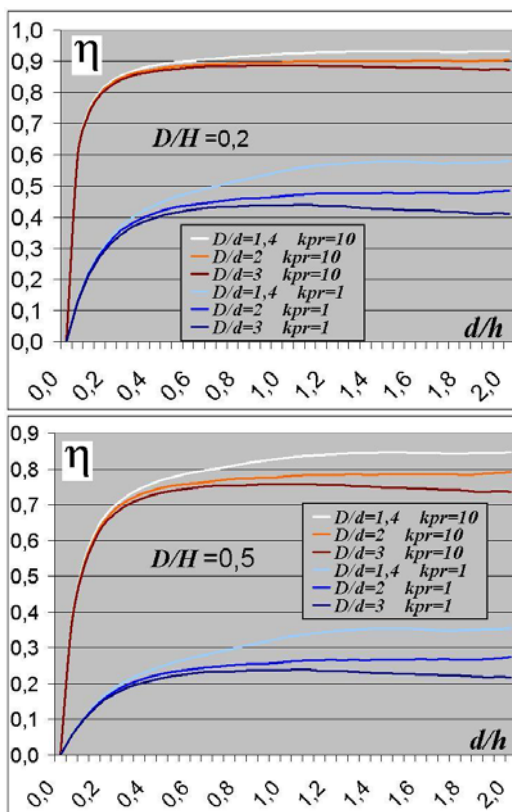 1,0
0,9
0,8
0,7
0,6
0,5
0,4
0,3
0,2
0,1
0,0
η
D/H =0,2
D/d=1,4 kpr=10
D/d=2 kpr=10
D/d=3 kpr=10
D/d=1,4 kpr=1
D/d=2 kpr=1
D/d=3 kpr=1
d/h
0,0 0,2 0,4 0,6 0,8 1,0 1,2 1,4 1,6 1,8 2,0
0,9
0,8
0,7
0,6
0,5
0,4
0,3
0,2
0,1
0,0
η
D/H =0,5
D/d=1,4 kpr=10
D/d=2 kpr=10
D/d=3 kpr=10
D/d=1,4 kpr=1
D/d=2 kpr=1
D/d=3 kpr=1
d/h
0,0 0,2 0,4 0,6 0,8 1,0 1,2 1,4 1,6 1,8 2,0